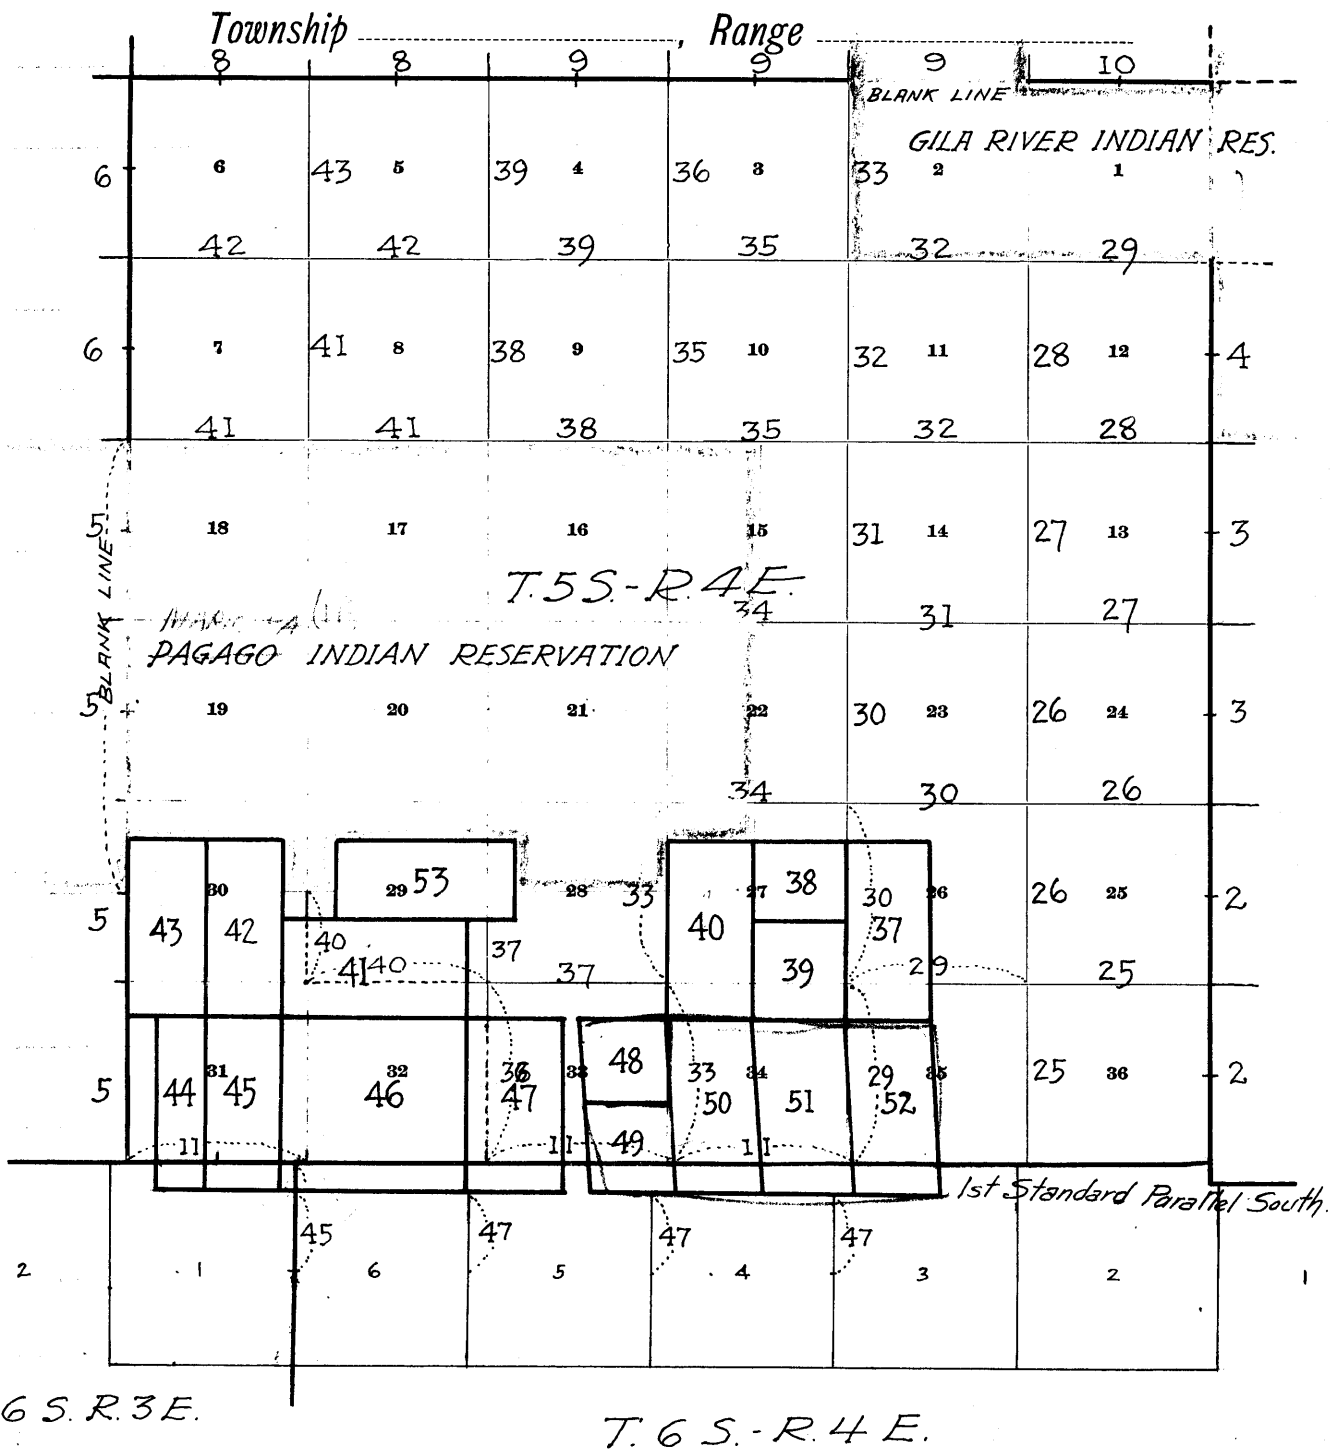 Township , Range
8 8 9 9 9 10
BLANK LINE
GILA RIVER INDIAN RES.
6 6 43 5 39 4 36 3 33 2 1
42 42 39 35 32 29
6 7 41 8 38 9 35 10 32 11 28 12 4
41 41 38 35 32 28
BLANK LINE
5 18 17 16 15 31 14 27 13 3
T.5S.-R.4E.
34 31 27
PAGAGO INDIAN RESERVATION
5 19 20 21 22 30 23 26 24 3
34 30 26
30 29 53 28 33 27 38 30 26 26 25 2
5 43 42 40 37 40 37
41 40 37 39 29 25
5 31 32 36 33 48 33 34 29 35 25 36 2
44 45 46 47 50 51 52
11 11 49 11
1st Standard Parallel South.
45 47 47 47
2 1 6 5 4 3 2 1
6 S. R. 3 E.
T. 6 S.-R. 4 E.